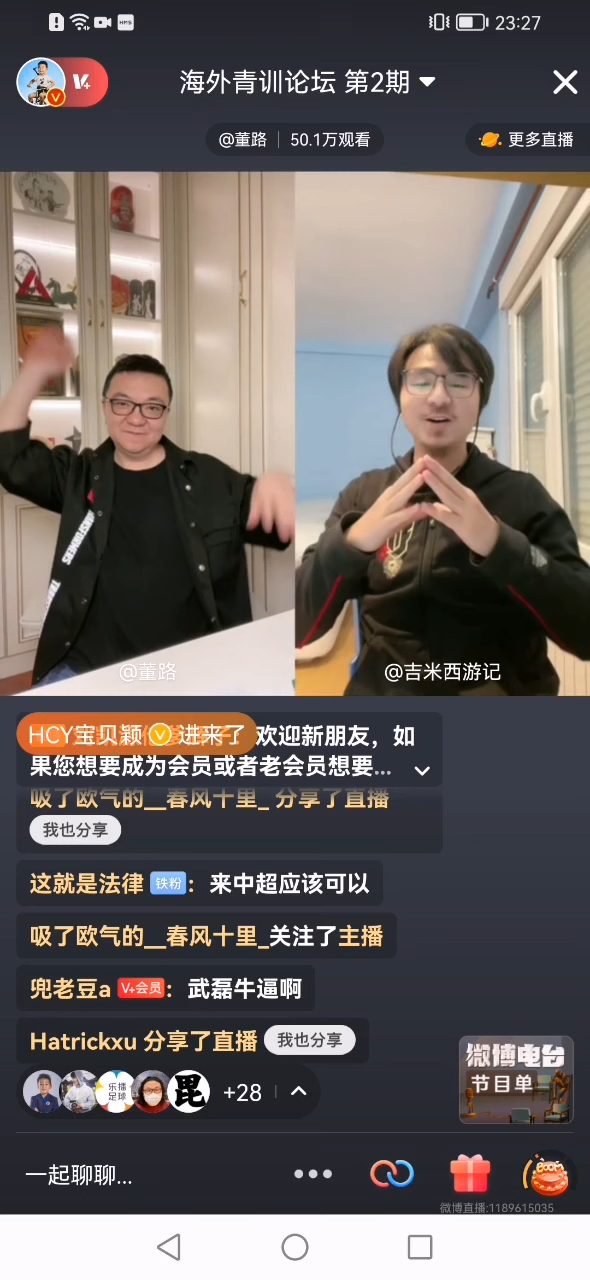 HMS
23:27
V+
海外青训论坛 第2期
@董路 50.1万观看
更多直播
@董路
@吉米西游记
HCY宝贝颖 进来了 欢迎新朋友，如
果您想要成为会员或者老会员想要...
吸了欧气的__春风十里_ 分享了直播
我也分享
这就是法律 铁粉： 来中超应该可以
吸了欧气的__春风十里_关注了主播
兜老豆a V+会员： 武磊牛逼啊
Hatrickxu 分享了直播 我也分享
乐播
足球
毘
+28
微博电台
节目单
一起聊聊...
BOOM
微博直播:1189615035